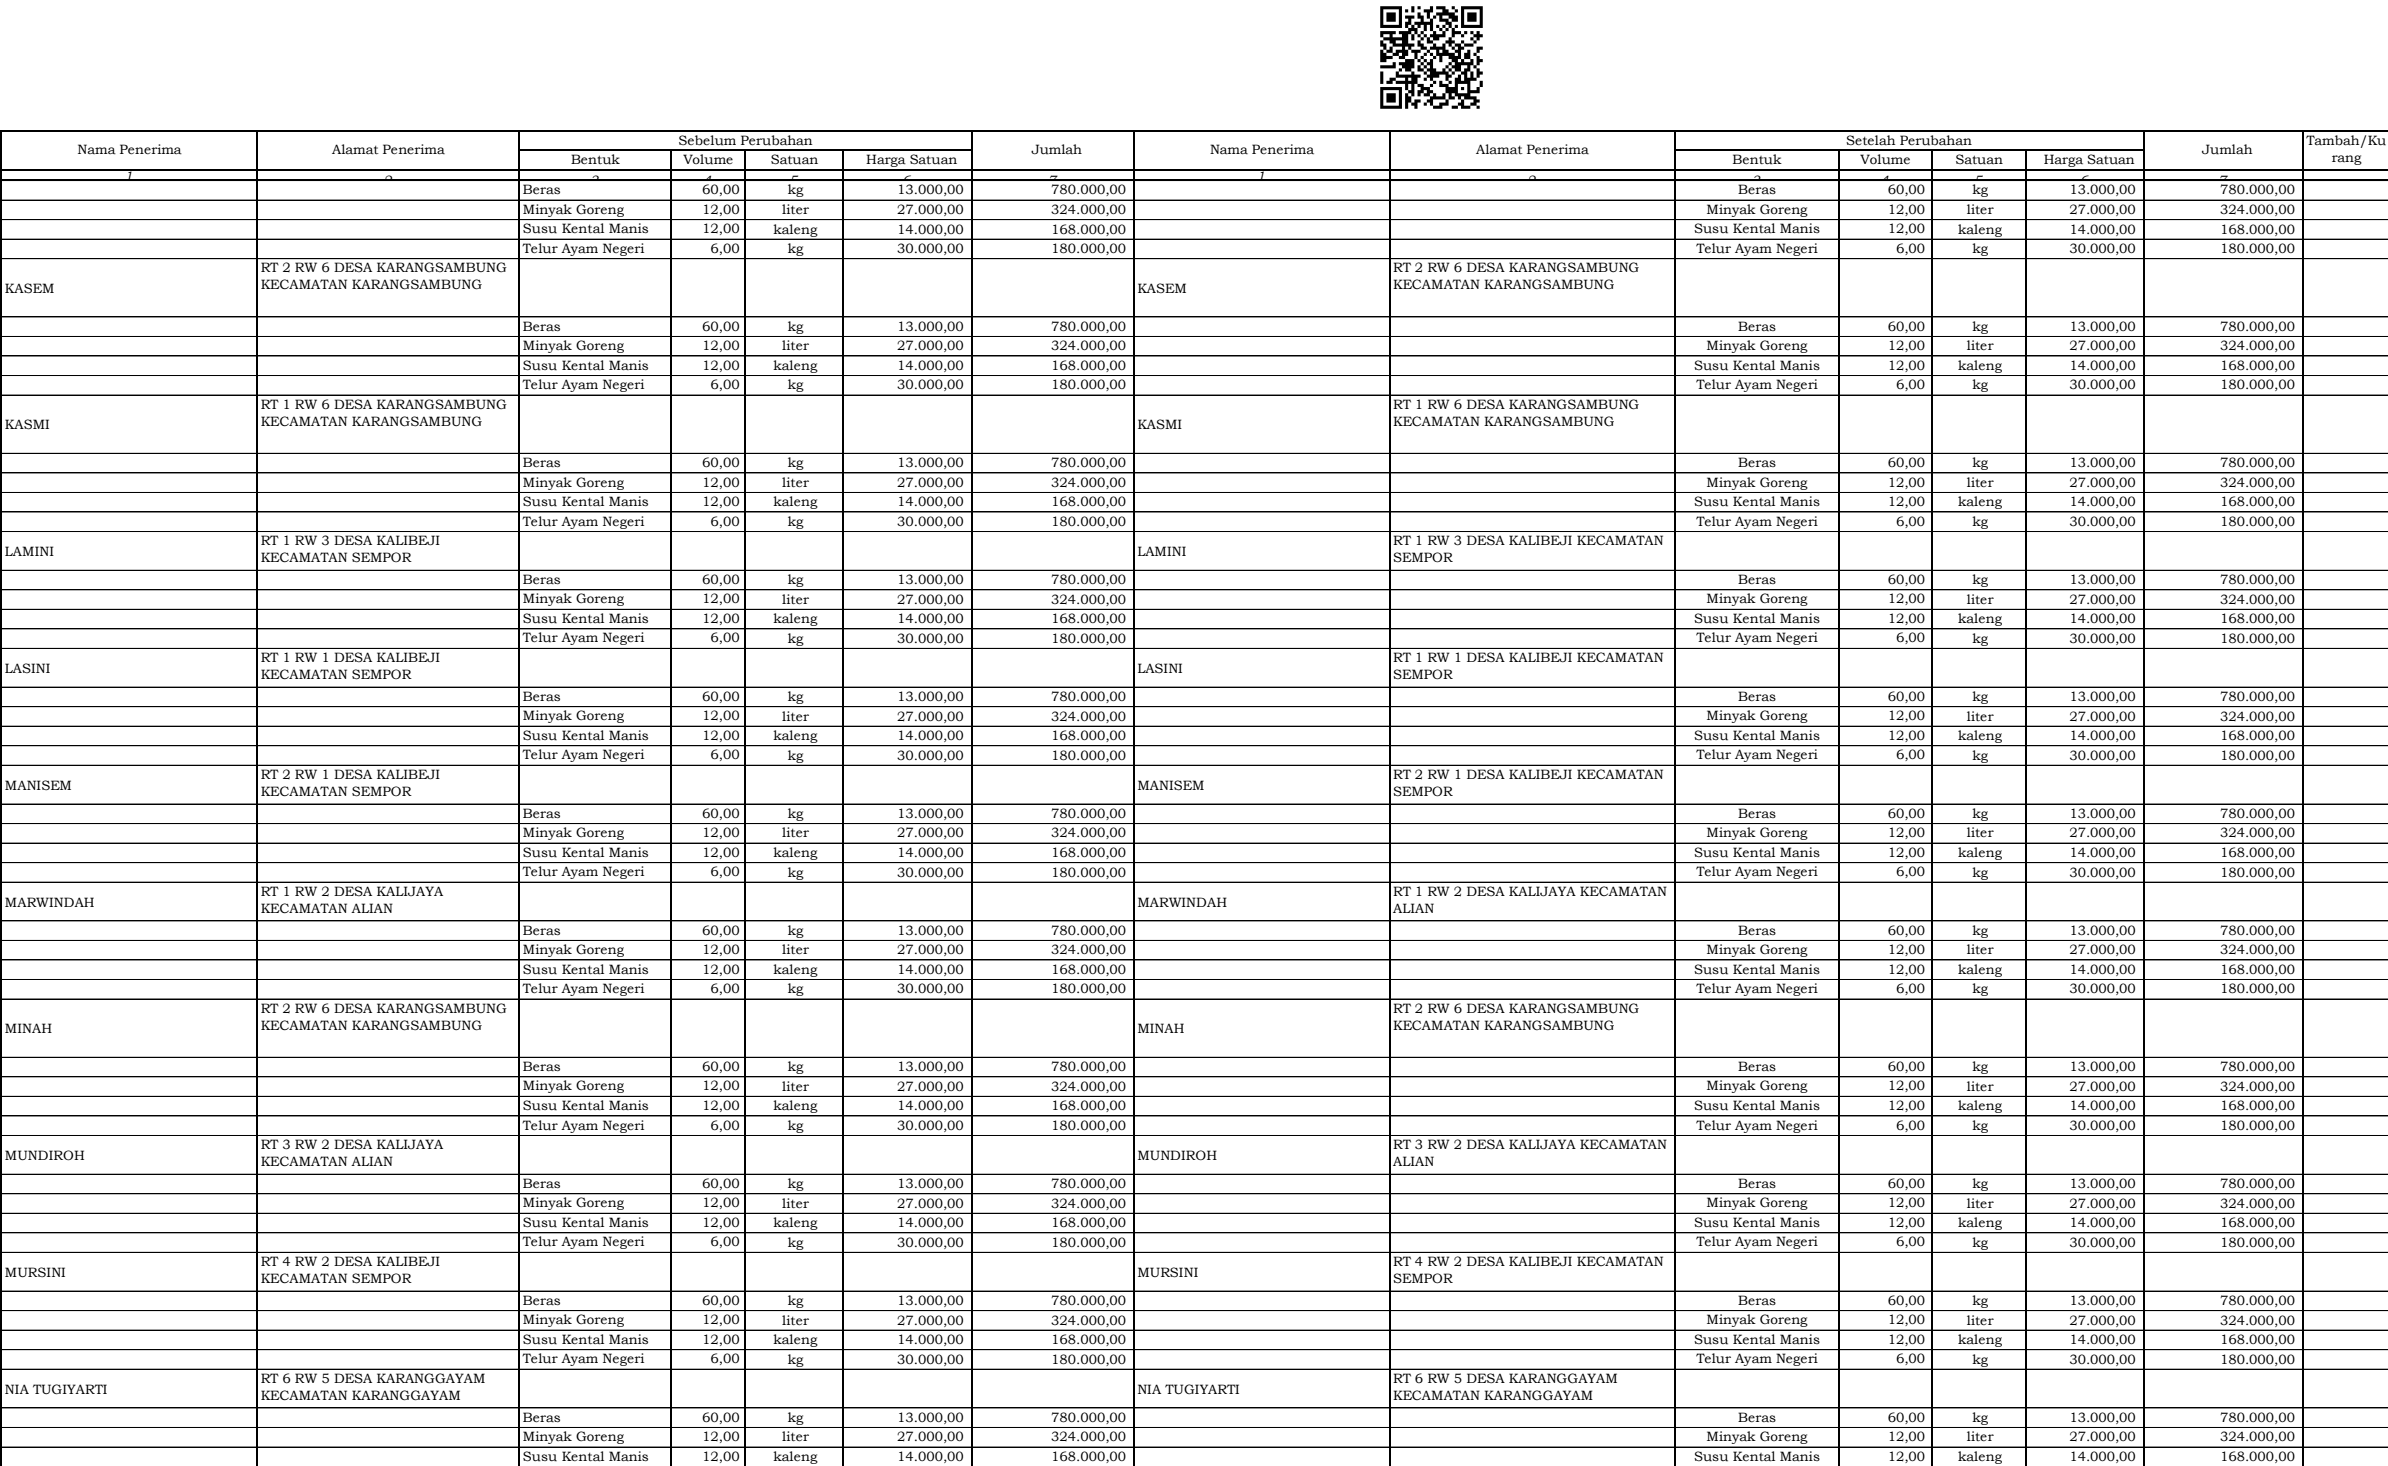 Nama Penerima Alamat Penerima Sebelum Perubahan Jumlah Nama Penerima Alamat Penerima Setelah Perubahan Jumlah Tambah/Ku
rang
Bentuk Volume Satuan Harga Satuan Bentuk Volume Satuan Harga Satuan
Beras 60,00 kg 13.000,00 780.000,00 Beras 60,00 kg 13.000,00 780.000,00
Minyak Goreng 12,00 liter 27.000,00 324.000,00 Minyak Goreng 12,00 liter 27.000,00 324.000,00
Susu Kental Manis 12,00 kaleng 14.000,00 168.000,00 Susu Kental Manis 12,00 kaleng 14.000,00 168.000,00
Telur Ayam Negeri 6,00 kg 30.000,00 180.000,00 Telur Ayam Negeri 6,00 kg 30.000,00 180.000,00
RT 2 RW 6 DESA KARANGSAMBUNG RT 2 RW 6 DESA KARANGSAMBUNG
KASEM KECAMATAN KARANGSAMBUNG KASEM KECAMATAN KARANGSAMBUNG
Beras 60,00 kg 13.000,00 780.000,00 Beras 60,00 kg 13.000,00 780.000,00
Minyak Goreng 12,00 liter 27.000,00 324.000,00 Minyak Goreng 12,00 liter 27.000,00 324.000,00
Susu Kental Manis 12,00 kaleng 14.000,00 168.000,00 Susu Kental Manis 12,00 kaleng 14.000,00 168.000,00
Telur Ayam Negeri 6,00 kg 30.000,00 180.000,00 Telur Ayam Negeri 6,00 kg 30.000,00 180.000,00
RT 1 RW 6 DESA KARANGSAMBUNG RT 1 RW 6 DESA KARANGSAMBUNG
KASMI KECAMATAN KARANGSAMBUNG KASMI KECAMATAN KARANGSAMBUNG
Beras 60,00 kg 13.000,00 780.000,00 Beras 60,00 kg 13.000,00 780.000,00
Minyak Goreng 12,00 liter 27.000,00 324.000,00 Minyak Goreng 12,00 liter 27.000,00 324.000,00
Susu Kental Manis 12,00 kaleng 14.000,00 168.000,00 Susu Kental Manis 12,00 kaleng 14.000,00 168.000,00
Telur Ayam Negeri 6,00 kg 30.000,00 180.000,00 Telur Ayam Negeri 6,00 kg 30.000,00 180.000,00
LAMINI RT 1 RW 3 DESA KALIBEJI LAMINI RT 1 RW 3 DESA KALIBEJI KECAMATAN
KECAMATAN SEMPOR SEMPOR
Beras 60,00 kg 13.000,00 780.000,00 Beras 60,00 kg 13.000,00 780.000,00
Minyak Goreng 12,00 liter 27.000,00 324.000,00 Minyak Goreng 12,00 liter 27.000,00 324.000,00
Susu Kental Manis 12,00 kaleng 14.000,00 168.000,00 Susu Kental Manis 12,00 kaleng 14.000,00 168.000,00
Telur Ayam Negeri 6,00 kg 30.000,00 180.000,00 Telur Ayam Negeri 6,00 kg 30.000,00 180.000,00
LASINI RT 1 RW 1 DESA KALIBEJI LASINI RT 1 RW 1 DESA KALIBEJI KECAMATAN
KECAMATAN SEMPOR SEMPOR
Beras 60,00 kg 13.000,00 780.000,00 Beras 60,00 kg 13.000,00 780.000,00
Minyak Goreng 12,00 liter 27.000,00 324.000,00 Minyak Goreng 12,00 liter 27.000,00 324.000,00
Susu Kental Manis 12,00 kaleng 14.000,00 168.000,00 Susu Kental Manis 12,00 kaleng 14.000,00 168.000,00
Telur Ayam Negeri 6,00 kg 30.000,00 180.000,00 Telur Ayam Negeri 6,00 kg 30.000,00 180.000,00
MANISEM RT 2 RW 1 DESA KALIBEJI MANISEM RT 2 RW 1 DESA KALIBEJI KECAMATAN
KECAMATAN SEMPOR SEMPOR
Beras 60,00 kg 13.000,00 780.000,00 Beras 60,00 kg 13.000,00 780.000,00
Minyak Goreng 12,00 liter 27.000,00 324.000,00 Minyak Goreng 12,00 liter 27.000,00 324.000,00
Susu Kental Manis 12,00 kaleng 14.000,00 168.000,00 Susu Kental Manis 12,00 kaleng 14.000,00 168.000,00
Telur Ayam Negeri 6,00 kg 30.000,00 180.000,00 Telur Ayam Negeri 6,00 kg 30.000,00 180.000,00
MARWINDAH RT 1 RW 2 DESA KALIJAYA MARWINDAH RT 1 RW 2 DESA KALIJAYA KECAMATAN
KECAMATAN ALIAN ALIAN
Beras 60,00 kg 13.000,00 780.000,00 Beras 60,00 kg 13.000,00 780.000,00
Minyak Goreng 12,00 liter 27.000,00 324.000,00 Minyak Goreng 12,00 liter 27.000,00 324.000,00
Susu Kental Manis 12,00 kaleng 14.000,00 168.000,00 Susu Kental Manis 12,00 kaleng 14.000,00 168.000,00
Telur Ayam Negeri 6,00 kg 30.000,00 180.000,00 Telur Ayam Negeri 6,00 kg 30.000,00 180.000,00
RT 2 RW 6 DESA KARANGSAMBUNG RT 2 RW 6 DESA KARANGSAMBUNG
MINAH KECAMATAN KARANGSAMBUNG MINAH KECAMATAN KARANGSAMBUNG
Beras 60,00 kg 13.000,00 780.000,00 Beras 60,00 kg 13.000,00 780.000,00
Minyak Goreng 12,00 liter 27.000,00 324.000,00 Minyak Goreng 12,00 liter 27.000,00 324.000,00
Susu Kental Manis 12,00 kaleng 14.000,00 168.000,00 Susu Kental Manis 12,00 kaleng 14.000,00 168.000,00
Telur Ayam Negeri 6,00 kg 30.000,00 180.000,00 Telur Ayam Negeri 6,00 kg 30.000,00 180.000,00
MUNDIROH RT 3 RW 2 DESA KALIJAYA MUNDIROH RT 3 RW 2 DESA KALIJAYA KECAMATAN
KECAMATAN ALIAN ALIAN
Beras 60,00 kg 13.000,00 780.000,00 Beras 60,00 kg 13.000,00 780.000,00
Minyak Goreng 12,00 liter 27.000,00 324.000,00 Minyak Goreng 12,00 liter 27.000,00 324.000,00
Susu Kental Manis 12,00 kaleng 14.000,00 168.000,00 Susu Kental Manis 12,00 kaleng 14.000,00 168.000,00
Telur Ayam Negeri 6,00 kg 30.000,00 180.000,00 Telur Ayam Negeri 6,00 kg 30.000,00 180.000,00
MURSINI RT 4 RW 2 DESA KALIBEJI MURSINI RT 4 RW 2 DESA KALIBEJI KECAMATAN
KECAMATAN SEMPOR SEMPOR
Beras 60,00 kg 13.000,00 780.000,00 Beras 60,00 kg 13.000,00 780.000,00
Minyak Goreng 12,00 liter 27.000,00 324.000,00 Minyak Goreng 12,00 liter 27.000,00 324.000,00
Susu Kental Manis 12,00 kaleng 14.000,00 168.000,00 Susu Kental Manis 12,00 kaleng 14.000,00 168.000,00
Telur Ayam Negeri 6,00 kg 30.000,00 180.000,00 Telur Ayam Negeri 6,00 kg 30.000,00 180.000,00
NIA TUGIYARTI RT 6 RW 5 DESA KARANGGAYAM NIA TUGIYARTI RT 6 RW 5 DESA KARANGGAYAM
KECAMATAN KARANGGAYAM KECAMATAN KARANGGAYAM
Beras 60,00 kg 13.000,00 780.000,00 Beras 60,00 kg 13.000,00 780.000,00
Minyak Goreng 12,00 liter 27.000,00 324.000,00 Minyak Goreng 12,00 liter 27.000,00 324.000,00
Susu Kental Manis 12,00 kaleng 14.000,00 168.000,00 Susu Kental Manis 12,00 kaleng 14.000,00 168.000,00